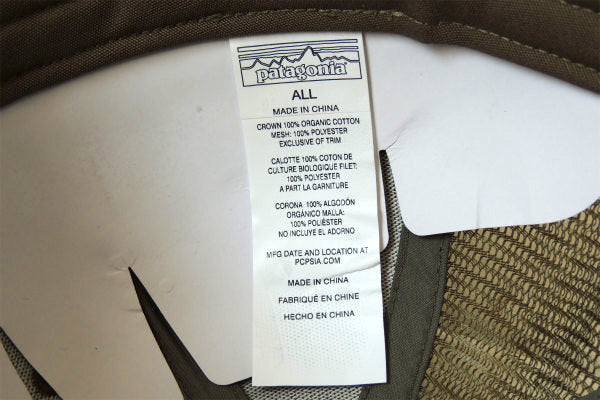 patagonia
ALL
MADE IN CHINA
CROWN 100% ORGANIC COTTON
MESH: 100% POLYESTER
EXCLUSIVE OF TRIM
CALOTTE 100% COTON DE
CULTURE BIOLOGIQUE FILET:
100% POLYESTER
A PART LA GARNITURE
CORONA 100% ALGODÓN
ORGÁNICO MALLA:
100% POLIÉSTER
NO INCLUYE EL ADORNO
MFG DATE AND LOCATION AT
PCPSIA.COM
MADE IN CHINA
FABRIQUÉ EN CHINE
HECHO EN CHINA